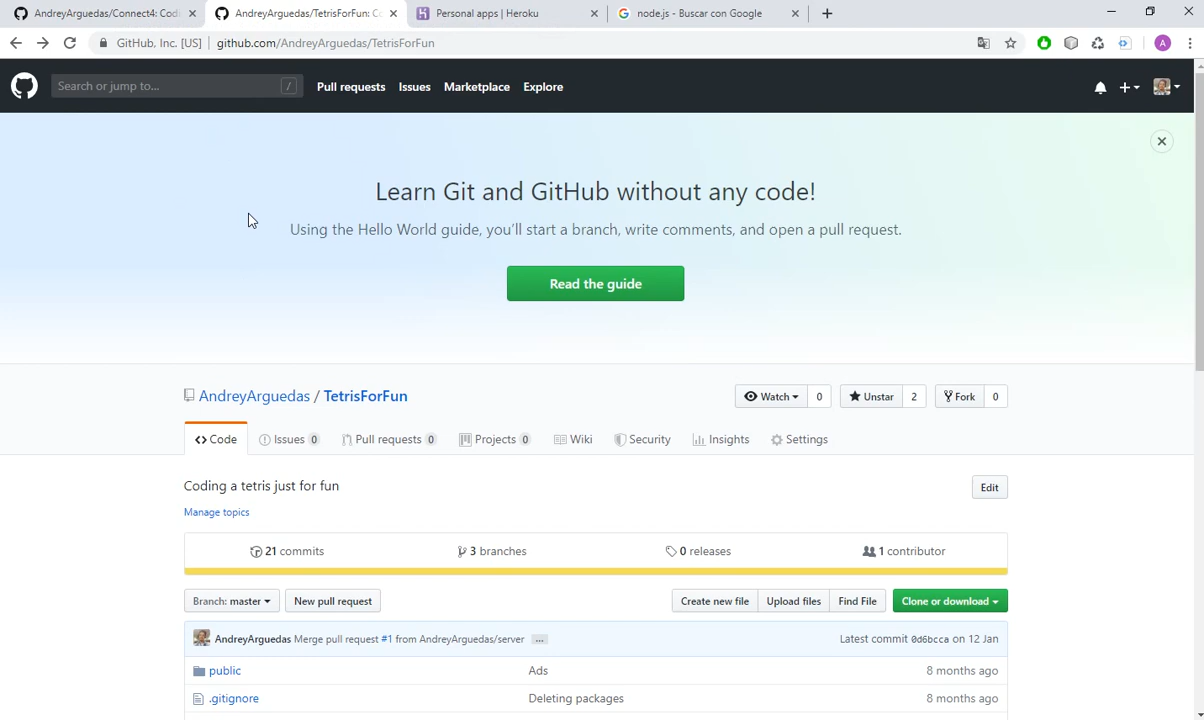 AndreyArguedas/Connect4: Codi
AndreyArguedas/TetrisForFun: Co
Personal apps | Heroku
node.js - Buscar con Google
GitHub, Inc. [US]
github.com/AndreyArguedas/TetrisForFun
A
Search or jump to...
/
Pull requests
Issues
Marketplace
Explore
Learn Git and GitHub without any code!
Using the Hello World guide, you'll start a branch, write comments, and open a pull request.
Read the guide
AndreyArguedas / TetrisForFun
Watch 0
Unstar 2
Fork 0
Code
Issues 0
Pull requests 0
Projects 0
Wiki
Security
Insights
Settings
Coding a tetris just for fun
Edit
Manage topics
21 commits
3 branches
0 releases
1 contributor
Branch: master
New pull request
Create new file
Upload files
Find File
Clone or download
AndreyArguedas Merge pull request #1 from AndreyArguedas/server ...
Latest commit 0d6bcca on 12 Jan
public
Ads
8 months ago
.gitignore
Deleting packages
8 months ago